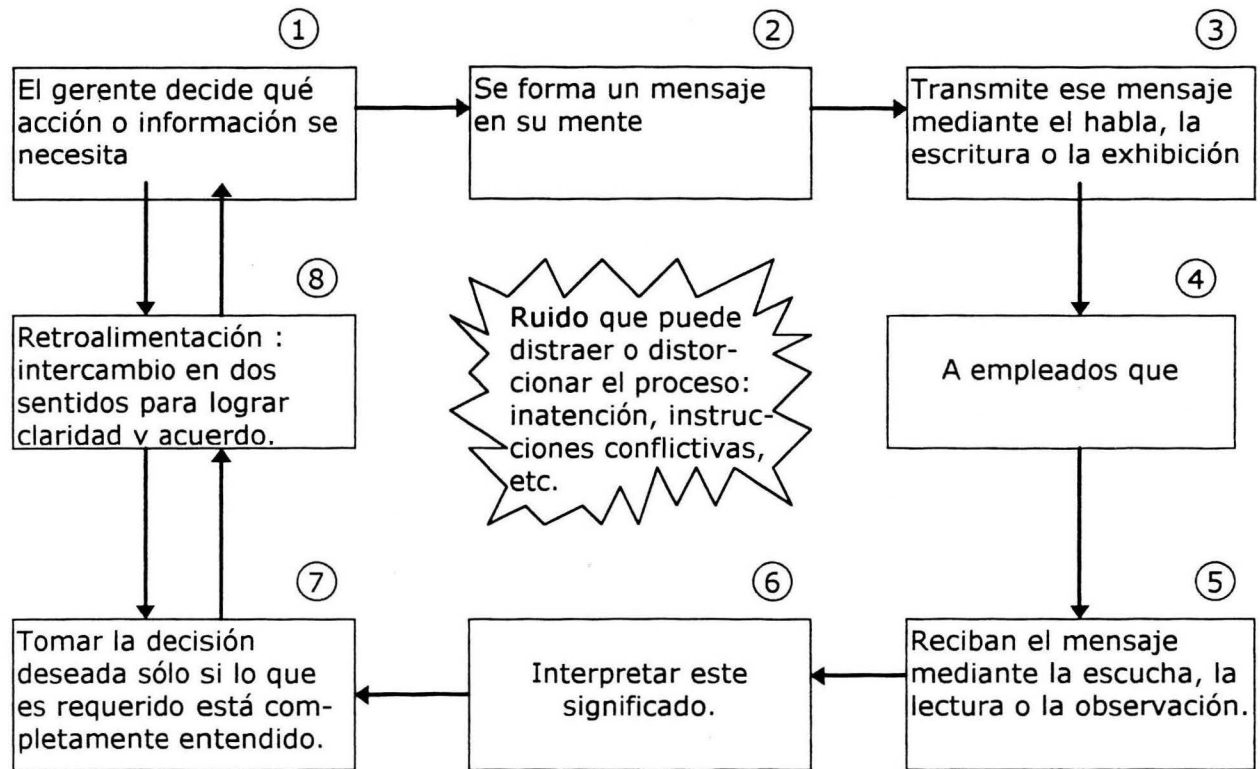 ①
El gerente decide qué
acción o información se
necesita
②
Se forma un mensaje
en su mente
③
Transmite ese mensaje
mediante el habla, la
escritura o la exhibición
④
A empleados que
⑤
Reciban el mensaje
mediante la escucha, la
lectura o la observación.
⑥
Interpretar este
significado.
⑦
Tomar la decisión
deseada sólo si lo que
es requerido está com-
pletamente entendido.
⑧
Retroalimentación :
intercambio en dos
sentidos para lograr
claridad y acuerdo.
Ruido que puede
distraer o distor-
cionar el proceso:
inatención, instruc-
ciones conflictivas,
etc.